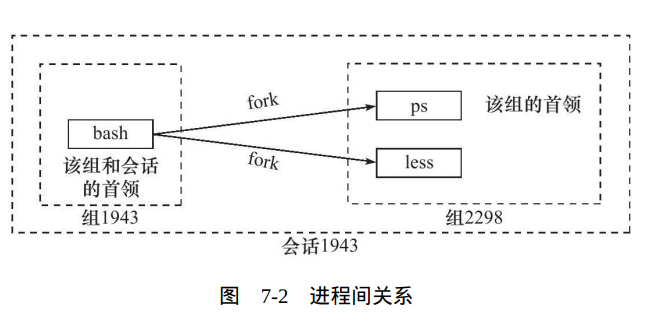 fork
ps
该组的首领
bash
fork
less
该组和会话
的首领
组1943
组2298
会话1943
图 7-2 进程间关系